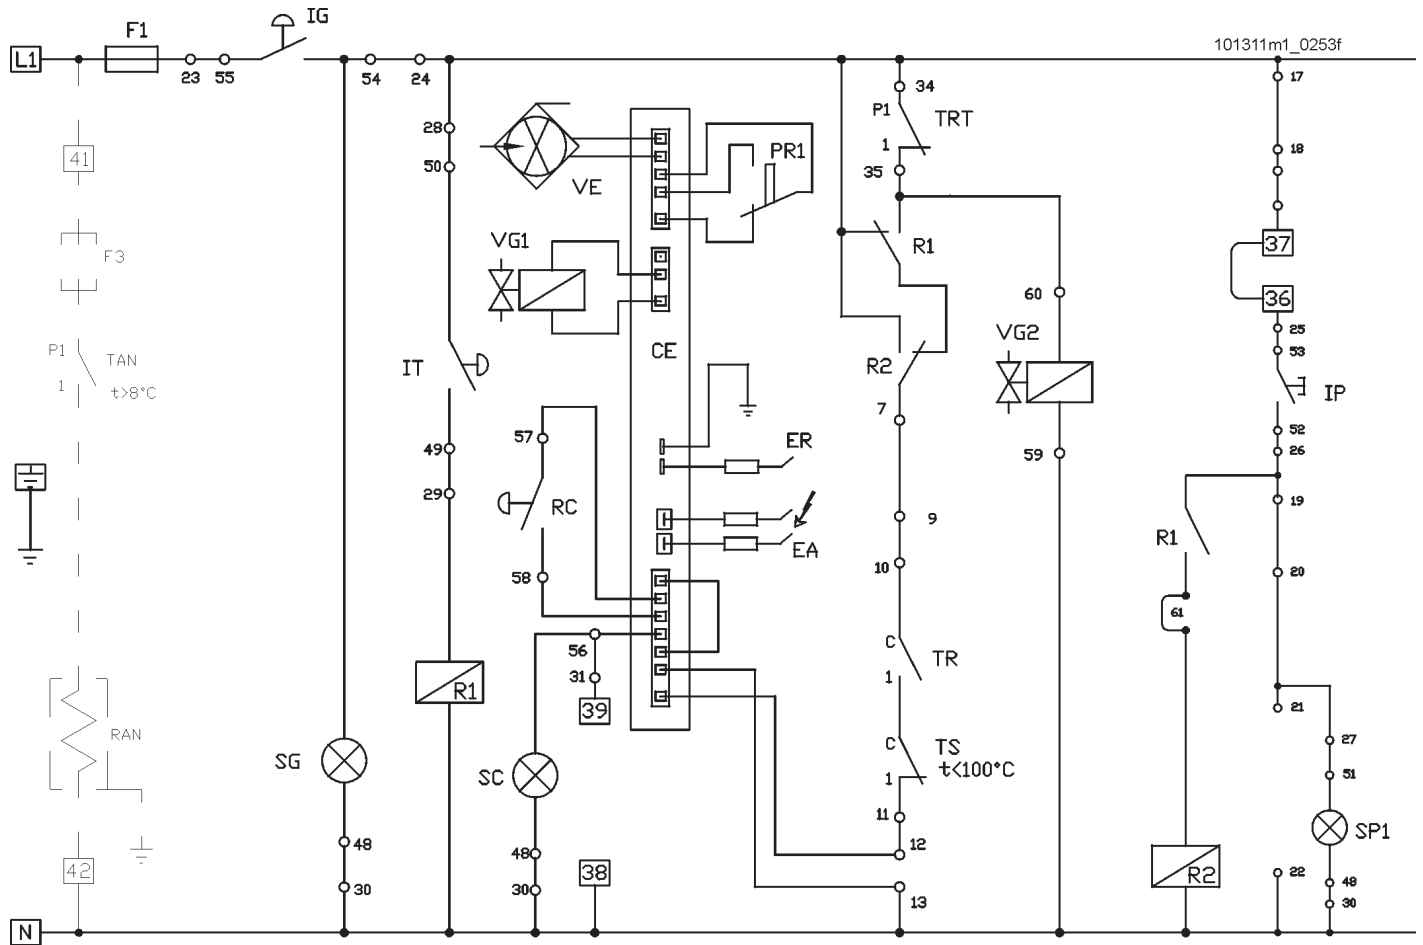 IG
F1
101311m1_0253f
L1
23
55
54
24
17
34
P1
TRT
1
28
41
PR1
18
50
35
VE
VG1
R1
37
F3
60
36
25
VG2
P1
TAN
CE
53
IT
R2
1
t>8°C
IP
7
57
ER
52
49
59
26
29
RC
19
9
EA
R1
58
10
20
61
56
C
TR
31
1
R1
39
21
RAN
27
C
TS
SG
SC
t<100°C
51
1
11
SP1
48
48
12
42
38
R2
22
48
30
30
13
30
N